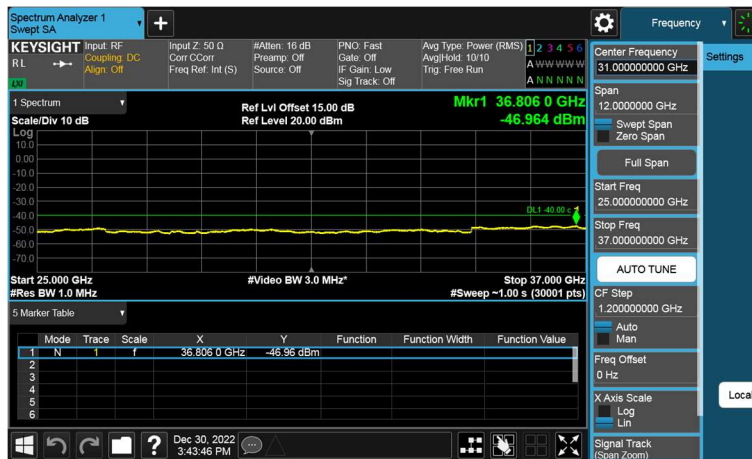 Spectrum Analyzer 1
Swept SA
Frequency
KEYSIGHT Input: RF Input Z: 50 Ω #Atten: 16 dB PNO: Fast Avg Type: Power (RMS) 1 2 3 4 5 6
RL Coupling: DC Corr CCorr Preamp: Off Gate: Off Avg|Hold: 10/10 A W W W W W
Align: Off Freq Ref: Int (S) Source: Off IF Gain: Low Trig: Free Run
Sig Track: Off A N N N N N
LXI
1 Spectrum
Scale/Div 10 dB
Ref Lvl Offset 15.00 dB
Ref Level 20.00 dBm
Mkr1 36.806 0 GHz
-46.964 dBm
Log
10.0
0.00
-10.0
-20.0
-30.0
-40.0
-50.0
-60.0
-70.0
DL1 -40.00
1
Start 25.000 GHz #Video BW 3.0 MHz* Stop 37.000 GHz
#Res BW 1.0 MHz #Sweep ~1.00 s (30001 pts)
5 Marker Table
Mode Trace Scale X Y Function Function Width Function Value
1 N 1 f 36.806 0 GHz -46.96 dBm
2
3
4
5
6
Dec 30, 2022
3:43:46 PM
Center Frequency
31.000000000 GHz
Settings
Span
12.0000000 GHz
Swept Span
Zero Span
Full Span
Start Freq
25.000000000 GHz
Stop Freq
37.000000000 GHz
AUTO TUNE
CF Step
1.200000000 GHz
Auto
Man
Freq Offset
0 Hz
X Axis Scale
Log
Lin
Local
Signal Track
(Span Zoom)